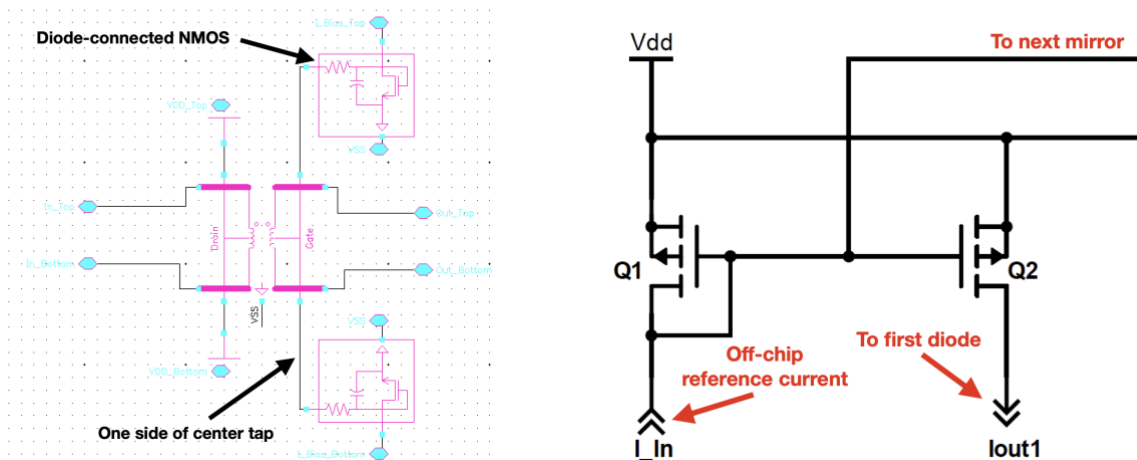 Diode-connected NMOS
I_Bias_Top
VDD_Top
VSS
In_Top
Out_Top
Drain
Gate
In_Bottom
Out_Bottom
VSS
VSS
VDD_Bottom
One side of center tap
I_Bias_Bottom
Vdd
To next mirror
Q1
Q2
To first diode
Off-chip
reference current
I_In
Iout1